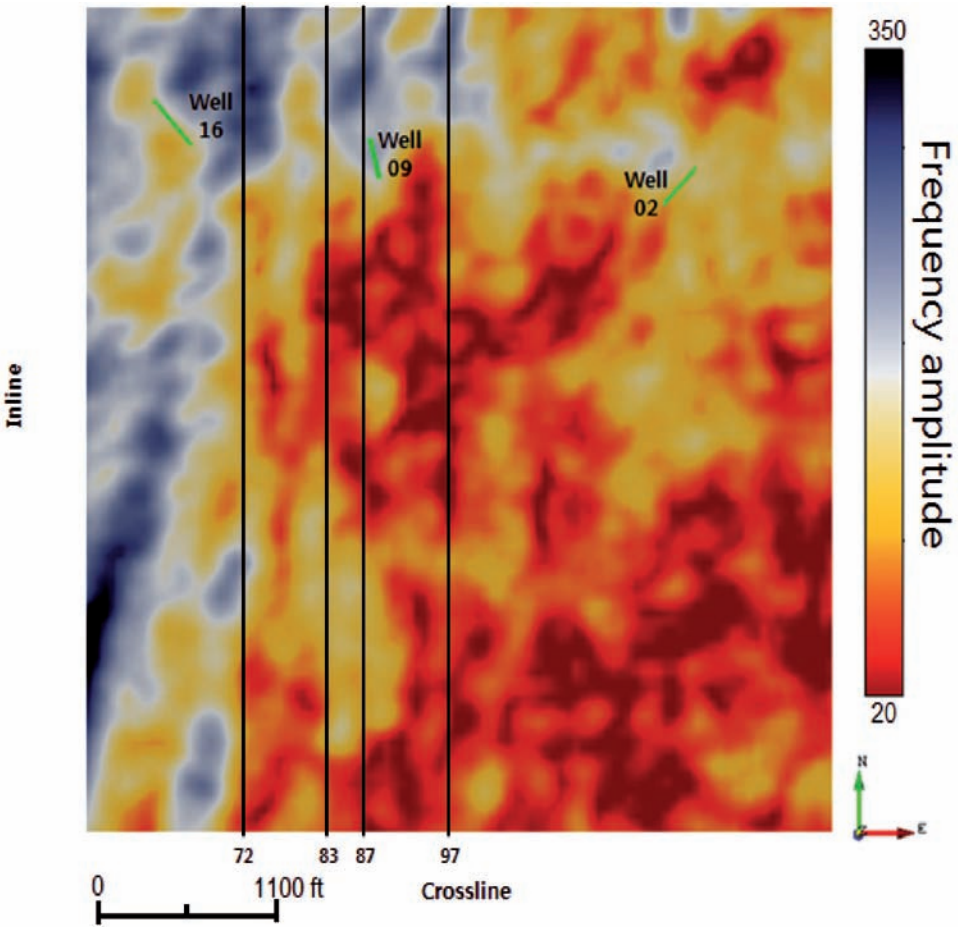 350
Well
16
Well
09
Well
02
Frequency amplitude
Inline
20
N
E
72 83 87 97
0 1100 ft
Crossline